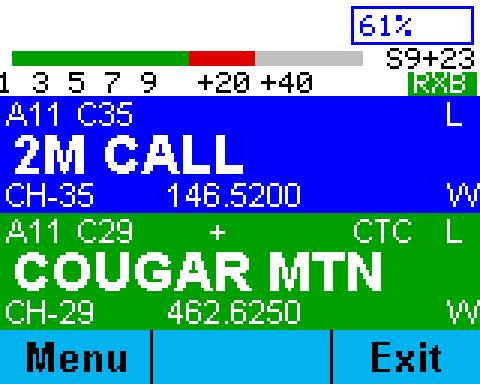 61%
S9+23
1 3 5 7 9 +20 +40 RXB
A11 C35 L
2M CALL
CH-35 146.5200 W
A11 C29 + CTC L
COUGAR MTN
CH-29 462.6250 W
Menu Exit